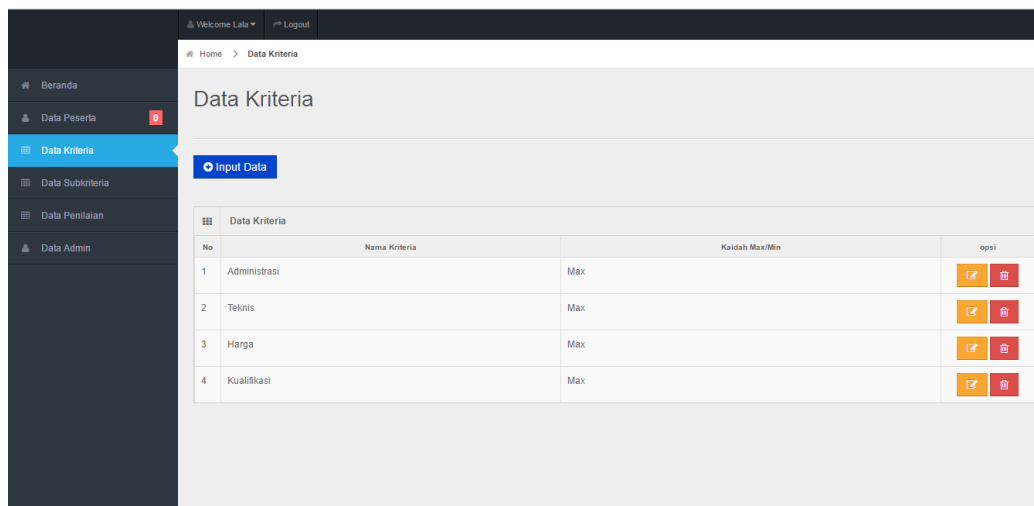 Welcome Lala Logout
Home > Data Kriteria
Beranda
Data Peserta 0
Data Kriteria
Data Subkriteria
Data Penilaian
Data Admin
Data Kriteria
Input Data
Data Kriteria
No Nama Kriteria Kaidah Max/Min opsi
1 Administrasi Max
2 Teknis Max
3 Harga Max
4 Kualifikasi Max